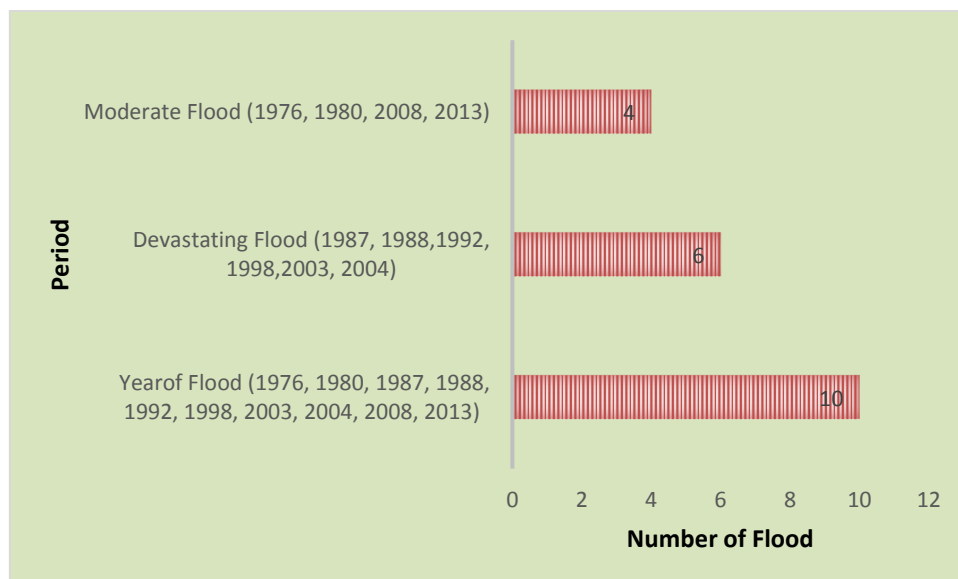 Period
Moderate Flood (1976, 1980, 2008, 2013)
4
Devastating Flood (1987, 1988,1992,
1998,2003, 2004)
6
Yearof Flood (1976, 1980, 1987, 1988,
1992, 1998, 2003, 2004, 2008, 2013)
10
0 2 4 6 8 10 12
Number of Flood